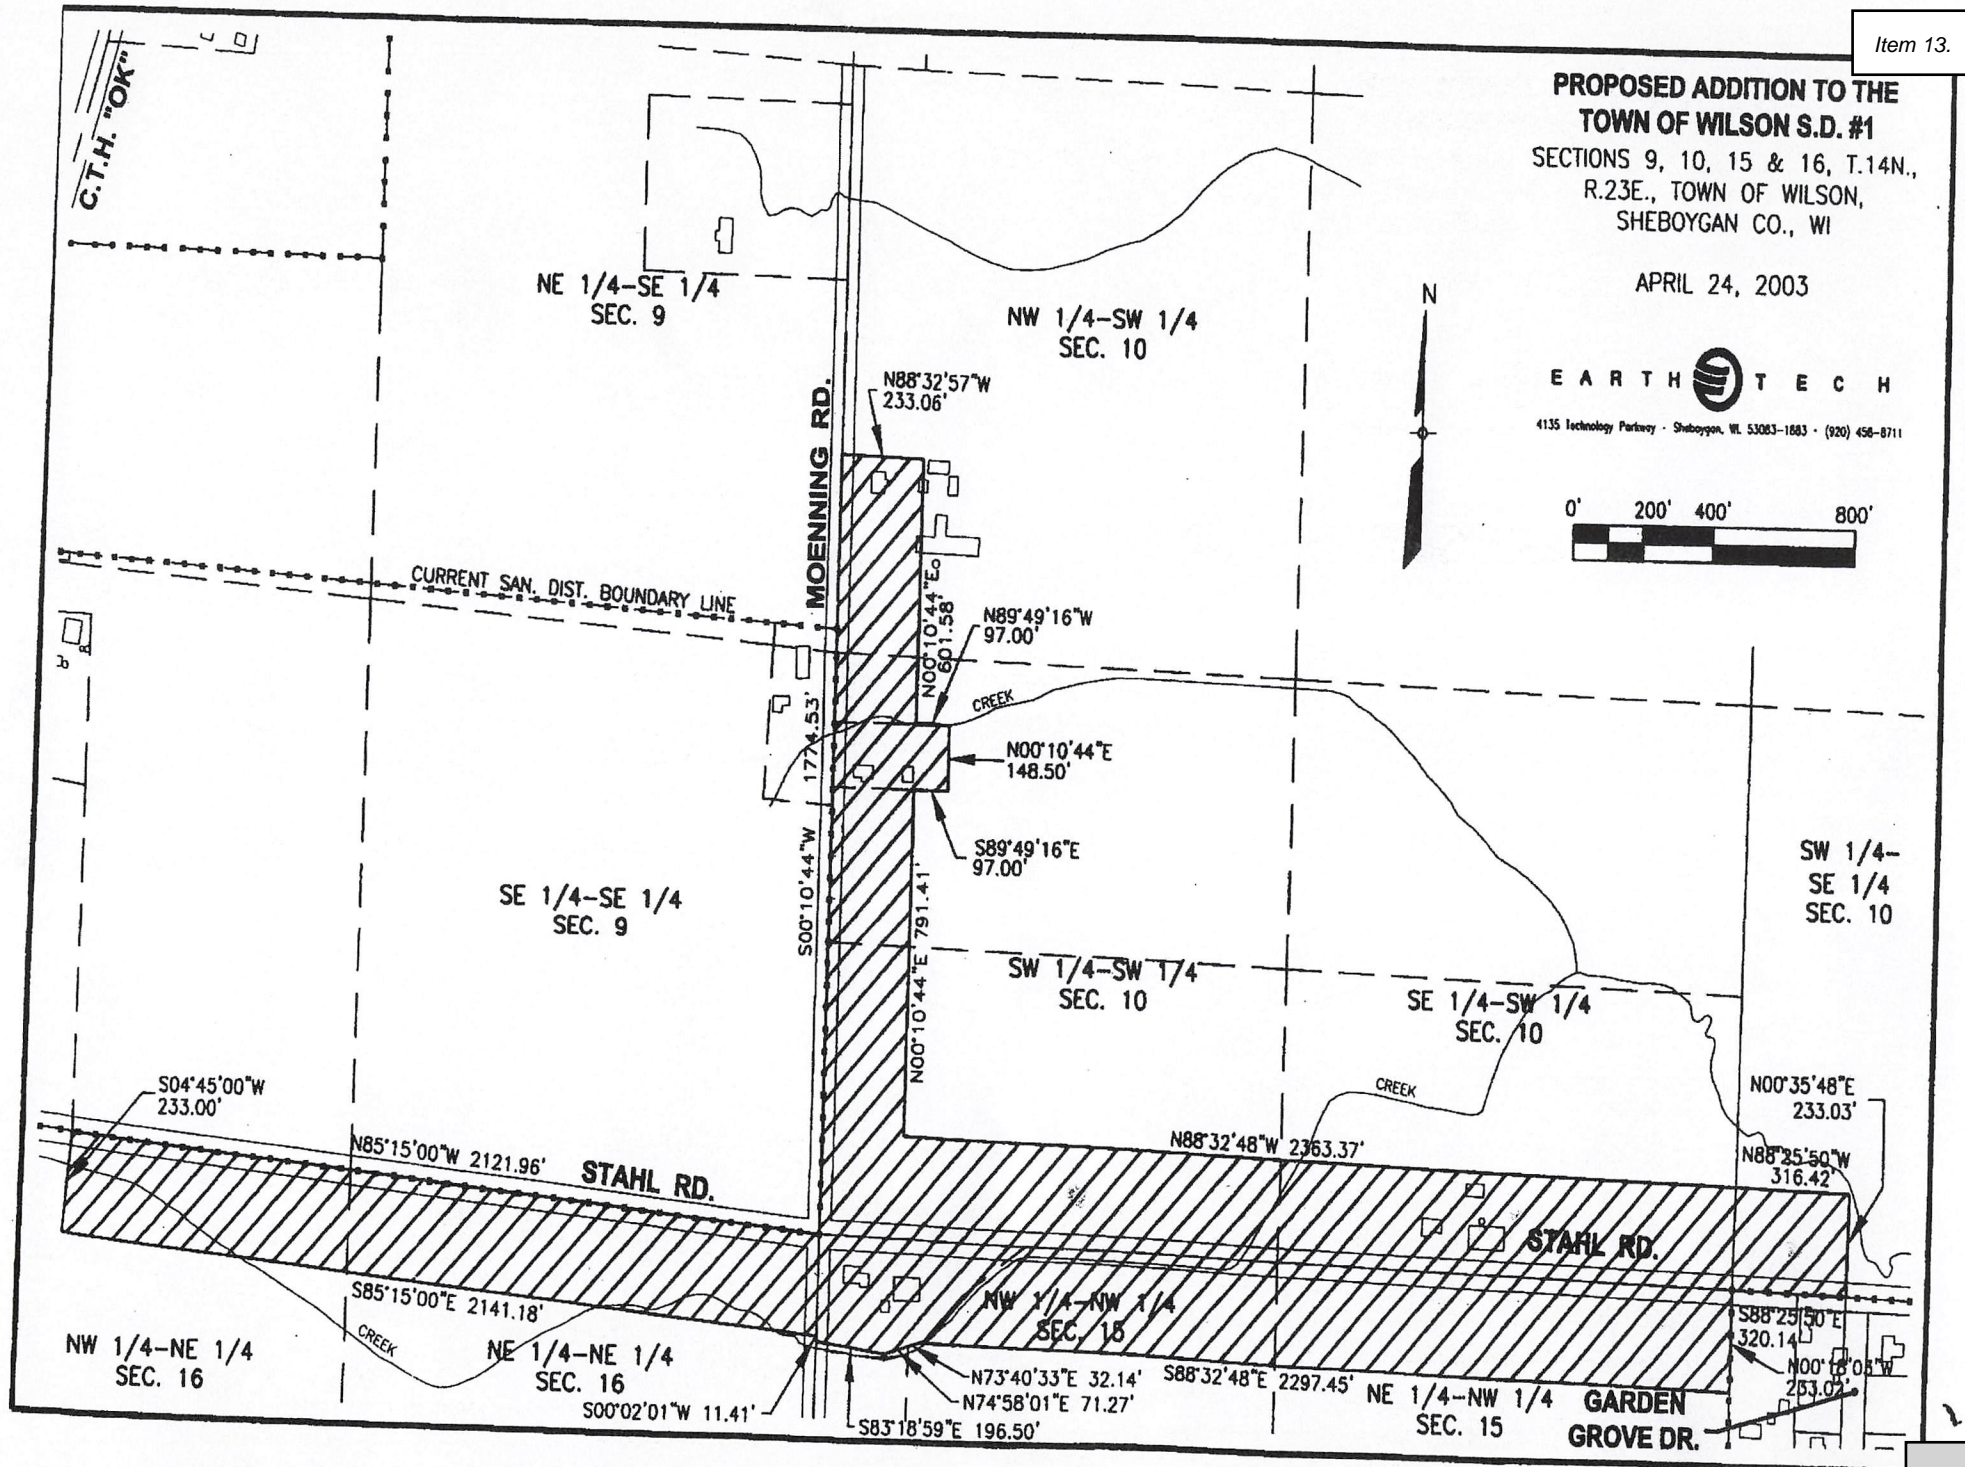 Item 13.
PROPOSED ADDITION TO THE
TOWN OF WILSON S.D. #1
SECTIONS 9, 10, 15 & 16, T.14N.,
R.23E., TOWN OF WILSON,
SHEBOYGAN CO., WI
APRIL 24, 2003
EARTH TECH
4135 Technology Parkway · Sheboygan, WI. 53083-1883 · (920) 458-8711
0' 200' 400' 800'
N
C.T.H. "OK"
NE 1/4-SE 1/4
SEC. 9
NW 1/4-SW 1/4
SEC. 10
MOENNING RD.
N88°32'57"W
233.06'
CURRENT SAN. DIST. BOUNDARY LINE
N00°10'44"E
601.58'
N89°49'16"W
97.00'
CREEK
1774.53'
S00°10'44"W
N00°10'44"E
148.50'
S89°49'16"E
97.00'
SE 1/4-SE 1/4
SEC. 9
N00°10'44"E 791.41'
SW 1/4-SW 1/4
SEC. 10
SE 1/4-SW 1/4
SEC. 10
SW 1/4-
SE 1/4
SEC. 10
S04°45'00"W
233.00'
N85°15'00"W 2121.96'
STAHL RD.
CREEK
N88°32'48"W 2363.37'
N00°35'48"E
233.03'
N88°25'50"W
316.42'
STAHL RD.
S85°15'00"E 2141.18'
CREEK
NW 1/4-NE 1/4
SEC. 16
NE 1/4-NE 1/4
SEC. 16
NW 1/4-NW 1/4
SEC. 15
S88°25'50"E
320.14'
N00°18'03"W
233.02'
S00°02'01"W 11.41'
S83°18'59"E 196.50'
N74°58'01"E 71.27'
N73°40'33"E 32.14'
S88°32'48"E 2297.45'
NE 1/4-NW 1/4
SEC. 15
GARDEN
GROVE DR.